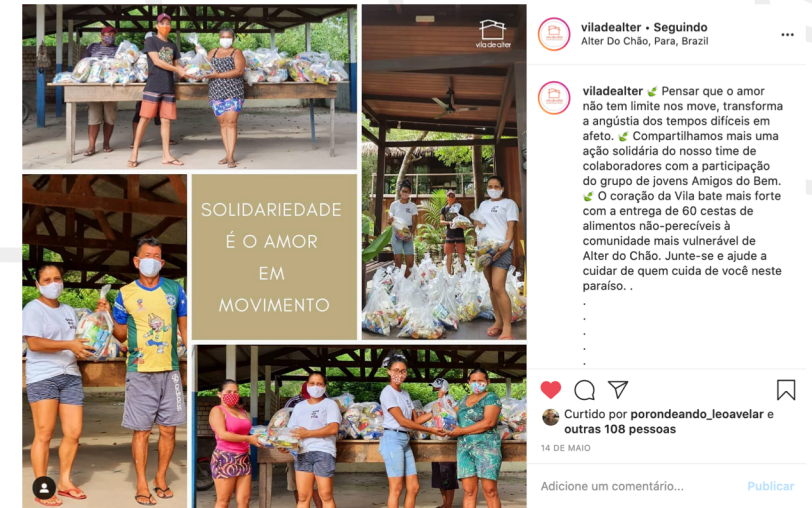 vila de alter
SOLIDARIEDADE
É O AMOR
EM
MOVIMENTO
viladealter • Seguindo
Alter Do Chão, Para, Brazil
viladealter 🍃 Pensar que o amor
não tem limite nos move, transforma
a angústia dos tempos difíceis em
afeto. 🍃 Compartilhamos mais uma
ação solidária do nosso time de
colaboradores com a participação
do grupo de jovens Amigos do Bem.
🍃 O coração da Vila bate mais forte
com a entrega de 60 cestas de
alimentos não-perecíveis à
comunidade mais vulnerável de
Alter do Chão. Junte-se e ajude a
cuidar de quem cuida de você neste
paraíso. .
.
.
.
.
.
Curtido por porondeando_leoavelar e
outras 108 pessoas
14 DE MAIO
Adicione um comentário... Publicar